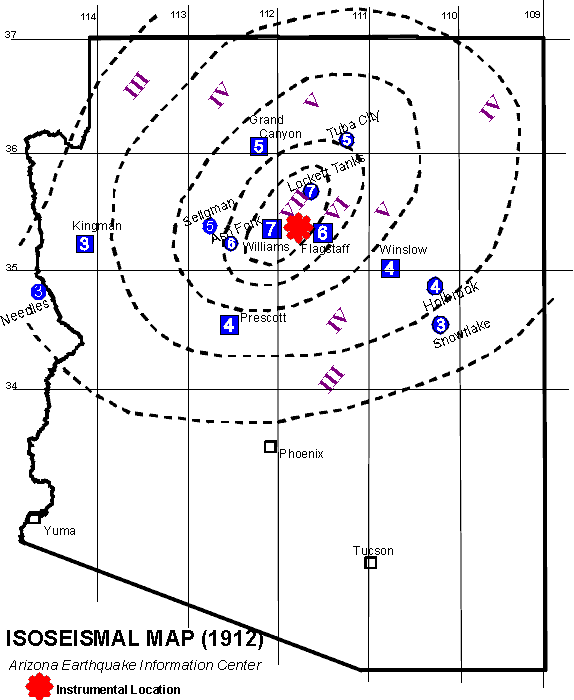 114 113 112 111 110 109
37
III
IV
V
IV
Grand
Canyon
5
Tuba City
5
36
Lockett Tanks
7
VII
VI
V
Seligman
5
Ash Fork
6
7
Williams
6
Flagstaff
Kingman
3
Winslow
4
35
3
Needles
4
Holbrook
4
Prescott
IV
3
Snowflake
III
34
Phoenix
Yuma
Tucson
ISOSEISMAL MAP (1912)
Arizona Earthquake Information Center
Instrumental Location